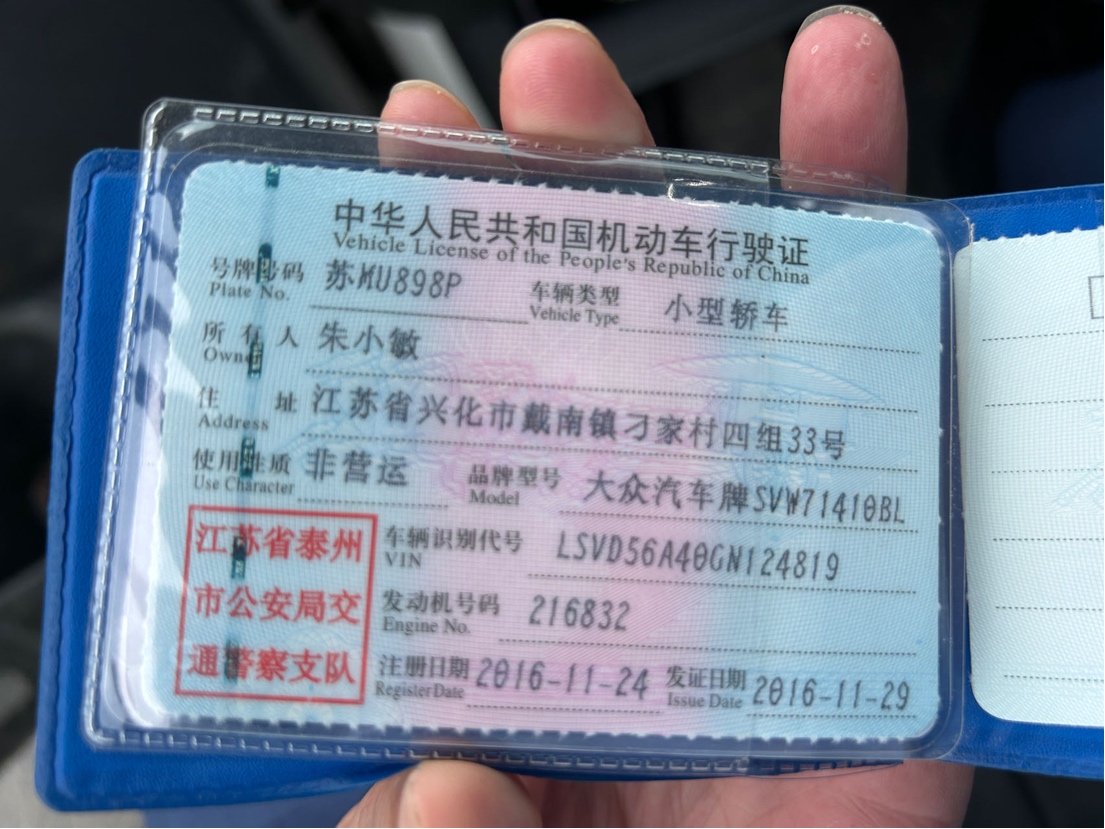 中华人民共和国机动车行驶证
Vehicle License of the People's Republic of China
号牌号码 苏MU898P 车辆类型 小型轿车
Plate No. Vehicle Type
所有人 朱小敏
Owner
住址 江苏省兴化市戴南镇刁家村四组33号
Address
使用性质 非营运 品牌型号 大众汽车牌SVW71410BL
Use Character Model
江苏省泰州
市公安局交
通警察支队
车辆识别代号 LSVD56A40GN124819
VIN
发动机号码 216832
Engine No.
注册日期 2016-11-24 发证日期 2016-11-29
Register Date Issue Date